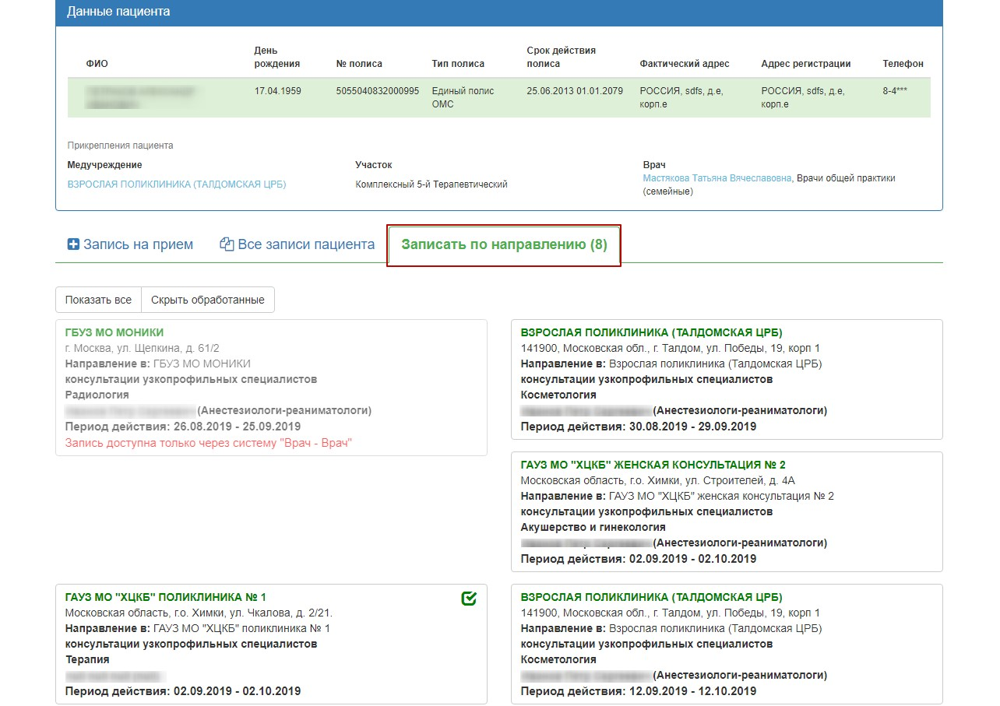 Данные пациента
ФИО
День рождения
№ полиса
Тип полиса
Срок действия полиса
Фактический адрес
Адрес регистрации
Телефон
17.04.1959
5055040832000995
Единый полис ОМС
25.06.2013 01.01.2079
РОССИЯ, sdfs, д.е, корп.е
РОССИЯ, sdfs, д.е, корп.е
8-4***
Прикрепления пациента
Медучреждение
Участок
Врач
ВЗРОСЛАЯ ПОЛИКЛИНИКА (ТАЛДОМСКАЯ ЦРБ)
Комплексный 5-й Терапевтический
Мастякова Татьяна Вячеславовна, Врачи общей практики
(семейные)
Запись на прием
Все записи пациента
Записать по направлению (8)
Показать все
Скрыть обработанные
ГБУЗ МО МОНИКИ
г. Москва, ул. Щепкина, д. 61/2
Направление в: ГБУЗ МО МОНИКИ
консультации узкопрофильных специалистов
Радиология
(Анестезиологи-реаниматологи)
Период действия: 26.08.2019 - 25.09.2019
Запись доступна только через систему "Врач - Врач"
ВЗРОСЛАЯ ПОЛИКЛИНИКА (ТАЛДОМСКАЯ ЦРБ)
141900, Московская обл., г. Талдом, ул. Победы, 19, корп 1
Направление в: Взрослая поликлиника (Талдомская ЦРБ)
консультации узкопрофильных специалистов
Косметология
(Анестезиологи-реаниматологи)
Период действия: 30.08.2019 - 29.09.2019
ГАУЗ МО "ХЦКБ" ЖЕНСКАЯ КОНСУЛЬТАЦИЯ № 2
Московская область, г.о. Химки, ул. Строителей, д. 4А
Направление в: ГАУЗ МО "ХЦКБ" женская консультация № 2
консультации узкопрофильных специалистов
Акушерство и гинекология
(Анестезиологи-реаниматологи)
Период действия: 02.09.2019 - 02.10.2019
ГАУЗ МО "ХЦКБ" ПОЛИКЛИНИКА № 1
Московская область, г.о. Химки, ул. Чкалова, д. 2/21.
Направление в: ГАУЗ МО "ХЦКБ" поликлиника № 1
консультации узкопрофильных специалистов
Терапия
Период действия: 02.09.2019 - 02.10.2019
ВЗРОСЛАЯ ПОЛИКЛИНИКА (ТАЛДОМСКАЯ ЦРБ)
141900, Московская обл., г. Талдом, ул. Победы, 19, корп 1
Направление в: Взрослая поликлиника (Талдомская ЦРБ)
консультации узкопрофильных специалистов
Косметология
(Анестезиологи-реаниматологи)
Период действия: 12.09.2019 - 12.10.2019